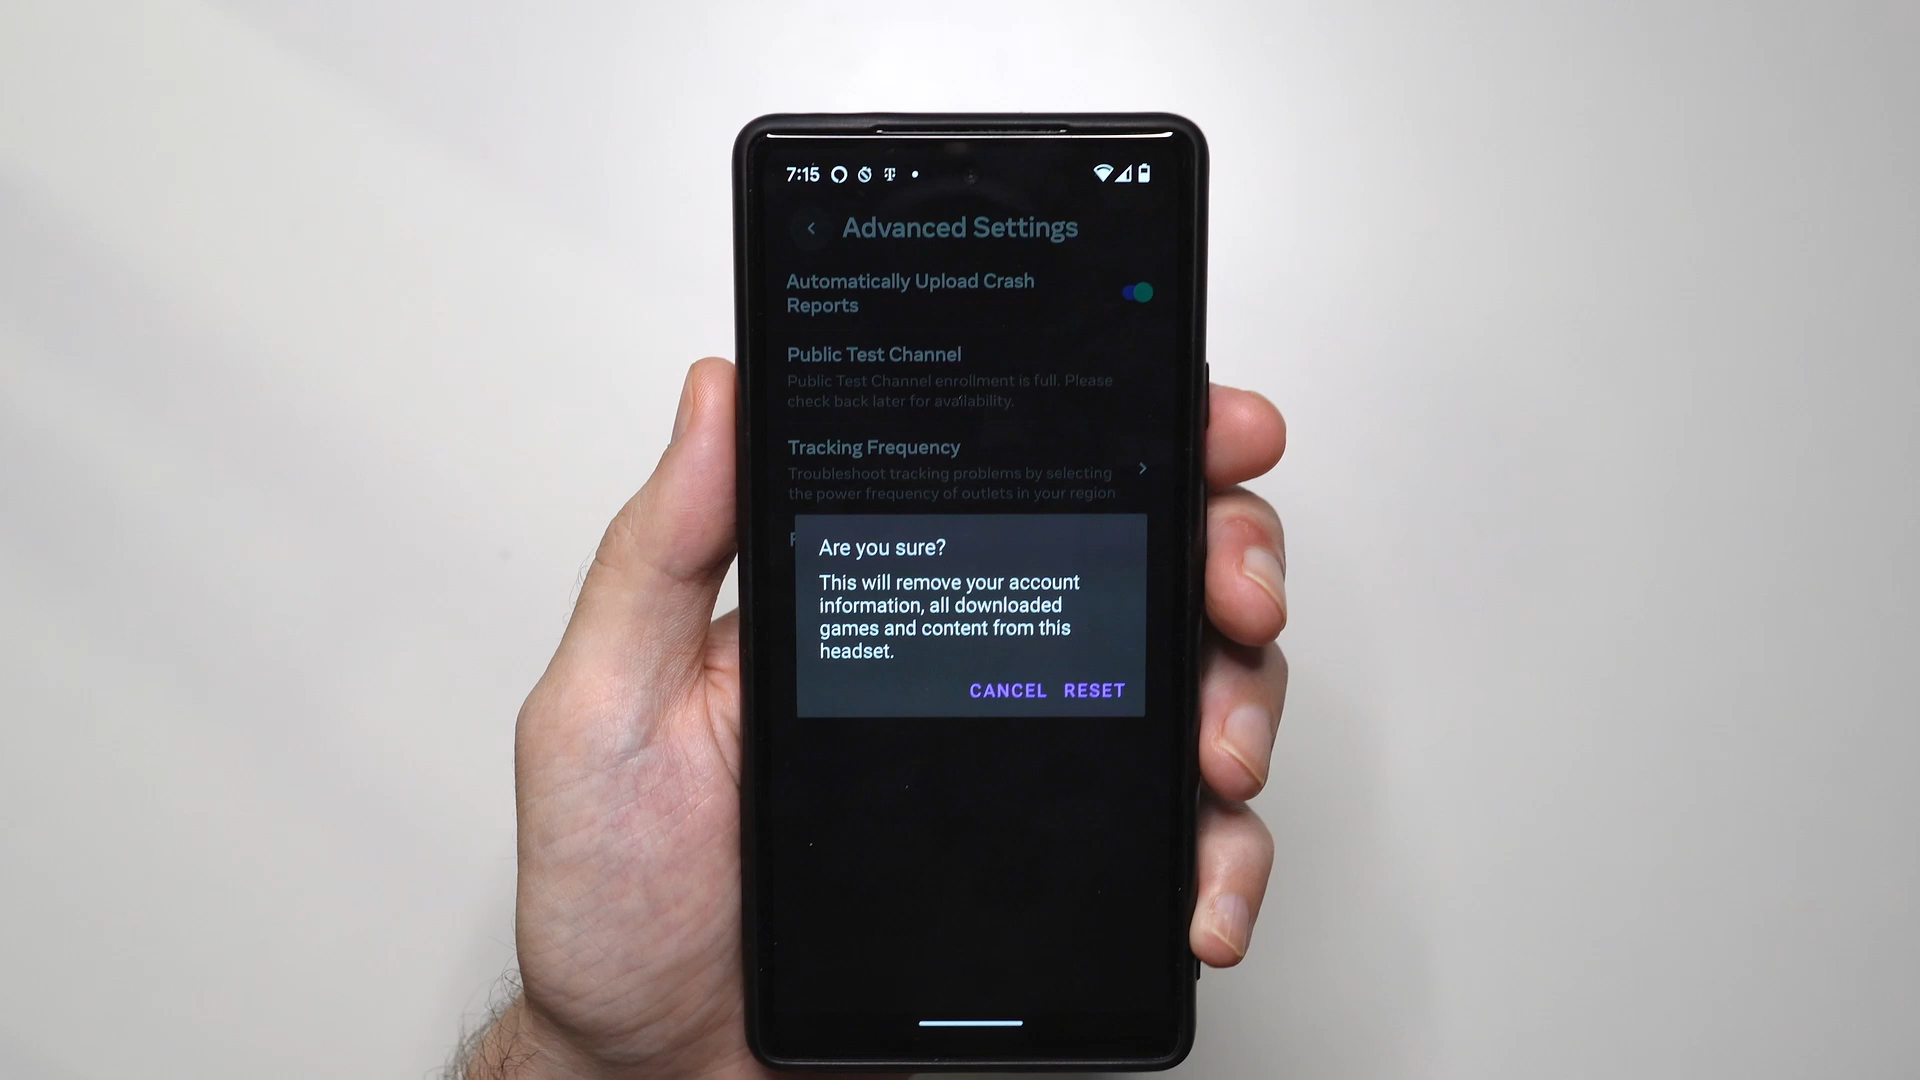 7:15
Advanced Settings
Automatically Upload Crash
Reports
Public Test Channel
Public Test Channel enrollment is full. Please
check back later for availability.
Tracking Frequency
Troubleshoot tracking problems by selecting
the power frequency of outlets in your region
Are you sure?
This will remove your account
information, all downloaded
games and content from this
headset.
CANCEL RESET